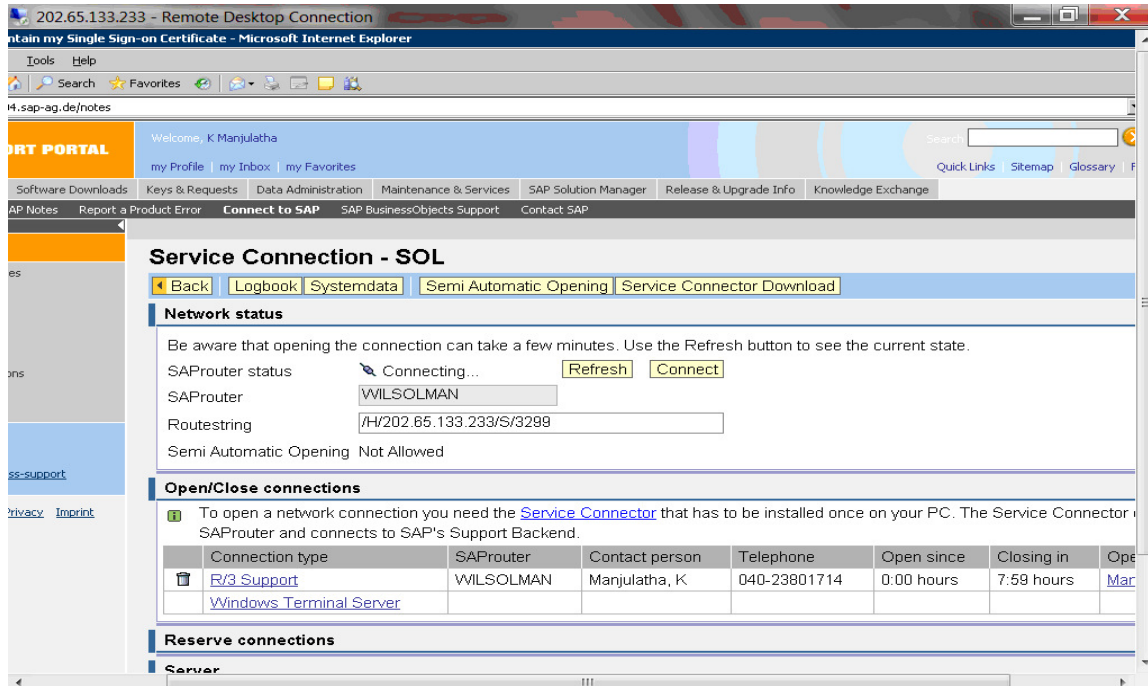 202.65.133.233 - Remote Desktop Connection
ntain my Single Sign-on Certificate - Microsoft Internet Explorer
Tools Help
Search Favorites
4.sap-ag.de/notes
ORT PORTAL
Welcome, K Manjulatha
Search
my Profile | my Inbox | my Favorites
Quick Links | Sitemap | Glossary | F
Software Downloads Keys & Requests Data Administration Maintenance & Services SAP Solution Manager Release & Upgrade Info Knowledge Exchange
AP Notes Report a Product Error Connect to SAP SAP BusinessObjects Support Contact SAP
es
ons
ss-support
Privacy Imprint
Service Connection - SOL
Back Logbook Systemdata Semi Automatic Opening Service Connector Download
Network status
Be aware that opening the connection can take a few minutes. Use the Refresh button to see the current state.
SAProuter status Connecting... Refresh Connect
SAProuter WILSOLMAN
Routestring /H/202.65.133.233/S/3299
Semi Automatic Opening Not Allowed
Open/Close connections
To open a network connection you need the Service Connector that has to be installed once on your PC. The Service Connector
SAProuter and connects to SAP's Support Backend.
Connection type SAProuter Contact person Telephone Open since Closing in Ope
R/3 Support WILSOLMAN Manjulatha, K 040-23801714 0:00 hours 7:59 hours Man
Windows Terminal Server
Reserve connections
Server